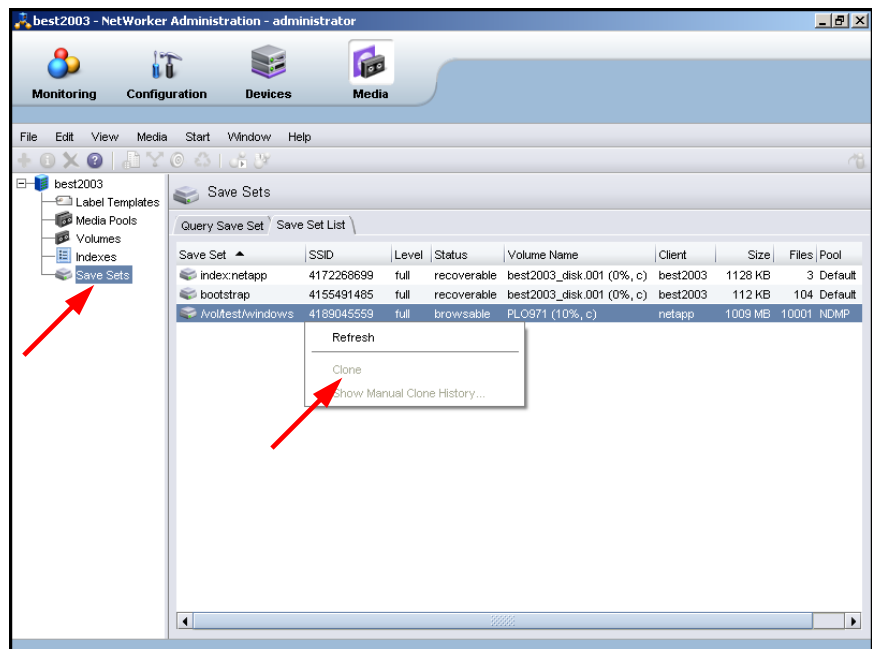 best2003 - NetWorker Administration - administrator
Monitoring Configuration Devices Media
File Edit View Media Start Window Help
best2003
Label Templates
Media Pools
Volumes
Indexes
Save Sets
Save Sets
Query Save Set Save Set List
Save Set SSID Level Status Volume Name Client Size Files Pool
index:netapp 4172268699 full recoverable best2003_disk.001 (0%, c) best2003 1128 KB 3 Default
bootstrap 4155491485 full recoverable best2003_disk.001 (0%, c) best2003 112 KB 104 Default
/vol/test/windows 4189045559 full browsable PLO971 (10%, c) netapp 1009 MB 10001 NDMP
Refresh
Clone
Show Manual Clone History...